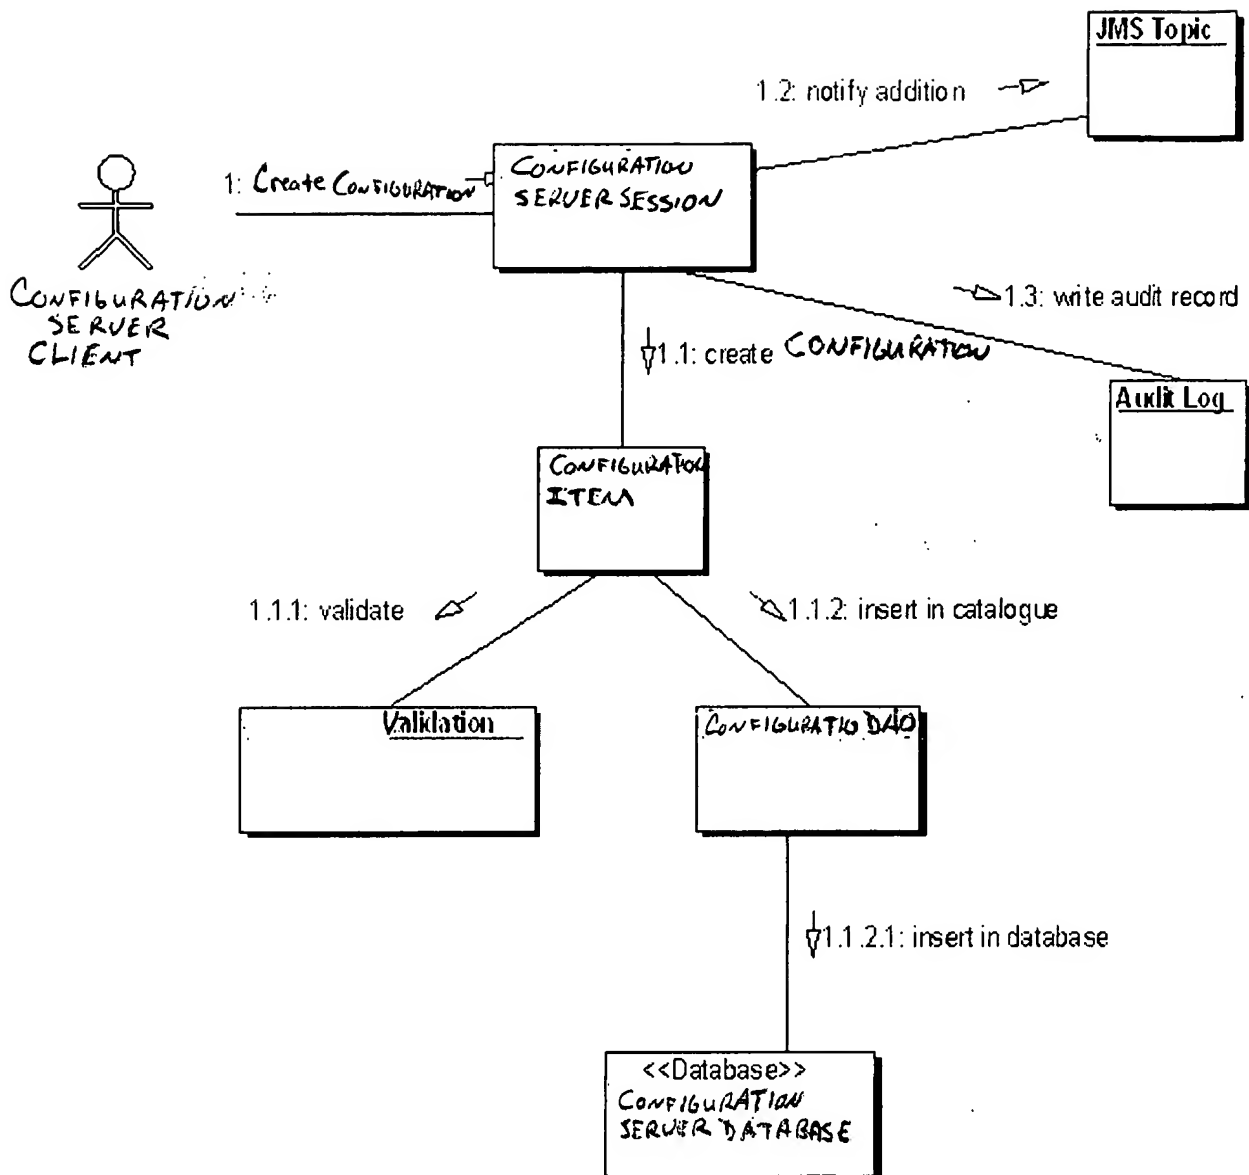 JMS Topic
1.2: notify addition
1: Create CONFIGURATION
CONFIGURATION
SERVER SESSION
CONFIGURATION
SERVER
CLIENT
1.3: write audit record
1.1: create CONFIGURATION
Audit Log
CONFIGURATION
ITEM
1.1.1: validate
1.1.2: insert in catalogue
Validation
CONFIGURATIO DAO
1.1.2.1: insert in database
<<Database>>
CONFIGURATION
SERVER DATABASE